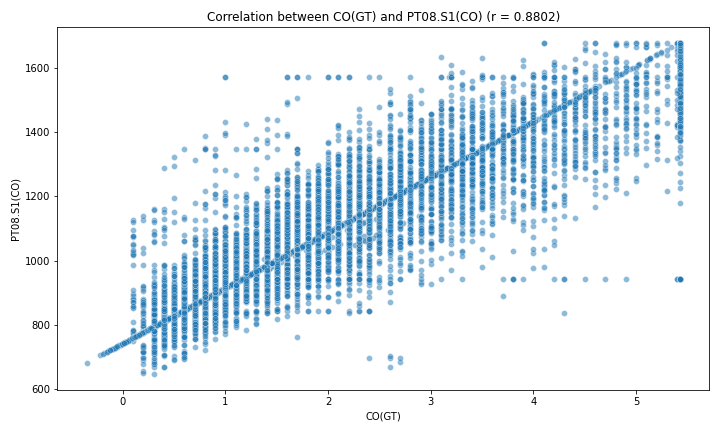 Correlation between CO(GT) and PT08.S1(CO) (r = 0.8802)
PT08.S1(CO)
1600
1400
1200
1000
800
600
0 1 2 3 4 5
CO(GT)